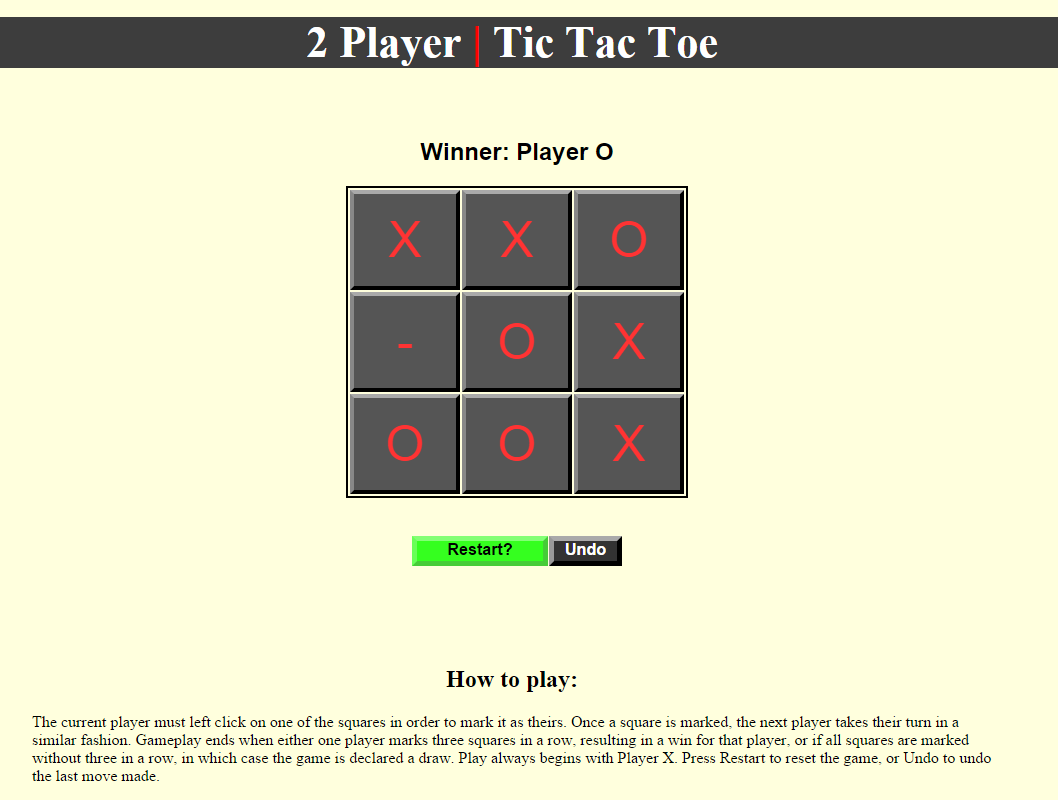 2 Player | Tic Tac Toe
Winner: Player O
X X O
- O X
O O X
Restart? Undo
How to play:
The current player must left click on one of the squares in order to mark it as theirs. Once a square is marked, the next player takes their turn in a
similar fashion. Gameplay ends when either one player marks three squares in a row, resulting in a win for that player, or if all squares are marked
without three in a row, in which case the game is declared a draw. Play always begins with Player X. Press Restart to reset the game, or Undo to undo
the last move made.